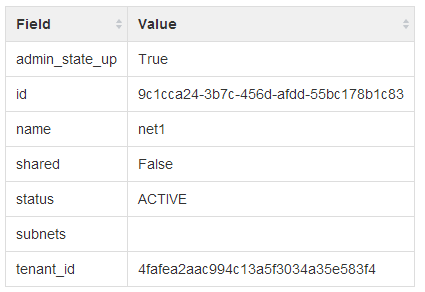 Field Value
admin_state_up True
id 9c1cca24-3b7c-456d-afdd-55bc178b1c83
name net1
shared False
status ACTIVE
subnets
tenant_id 4fafea2aac994c13a5f3034a35e583f4